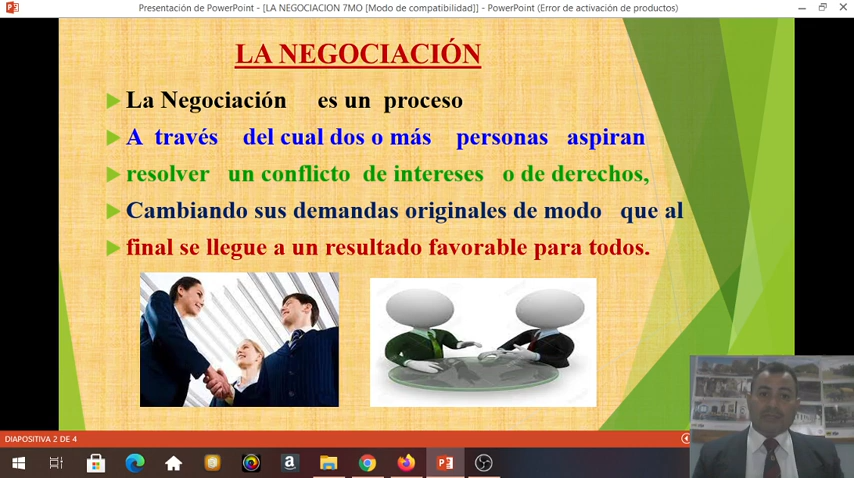 Presentación de PowerPoint - [LA NEGOCIACION 7MO [Modo de compatibilidad]] - PowerPoint (Error de activación de productos)
LA NEGOCIACIÓN
La Negociación es un proceso
A través del cual dos o más personas aspiran
resolver un conflicto de intereses o de derechos,
Cambiando sus demandas originales de modo que al
final se llegue a un resultado favorable para todos.
DIAPOSITIVA 2 DE 4